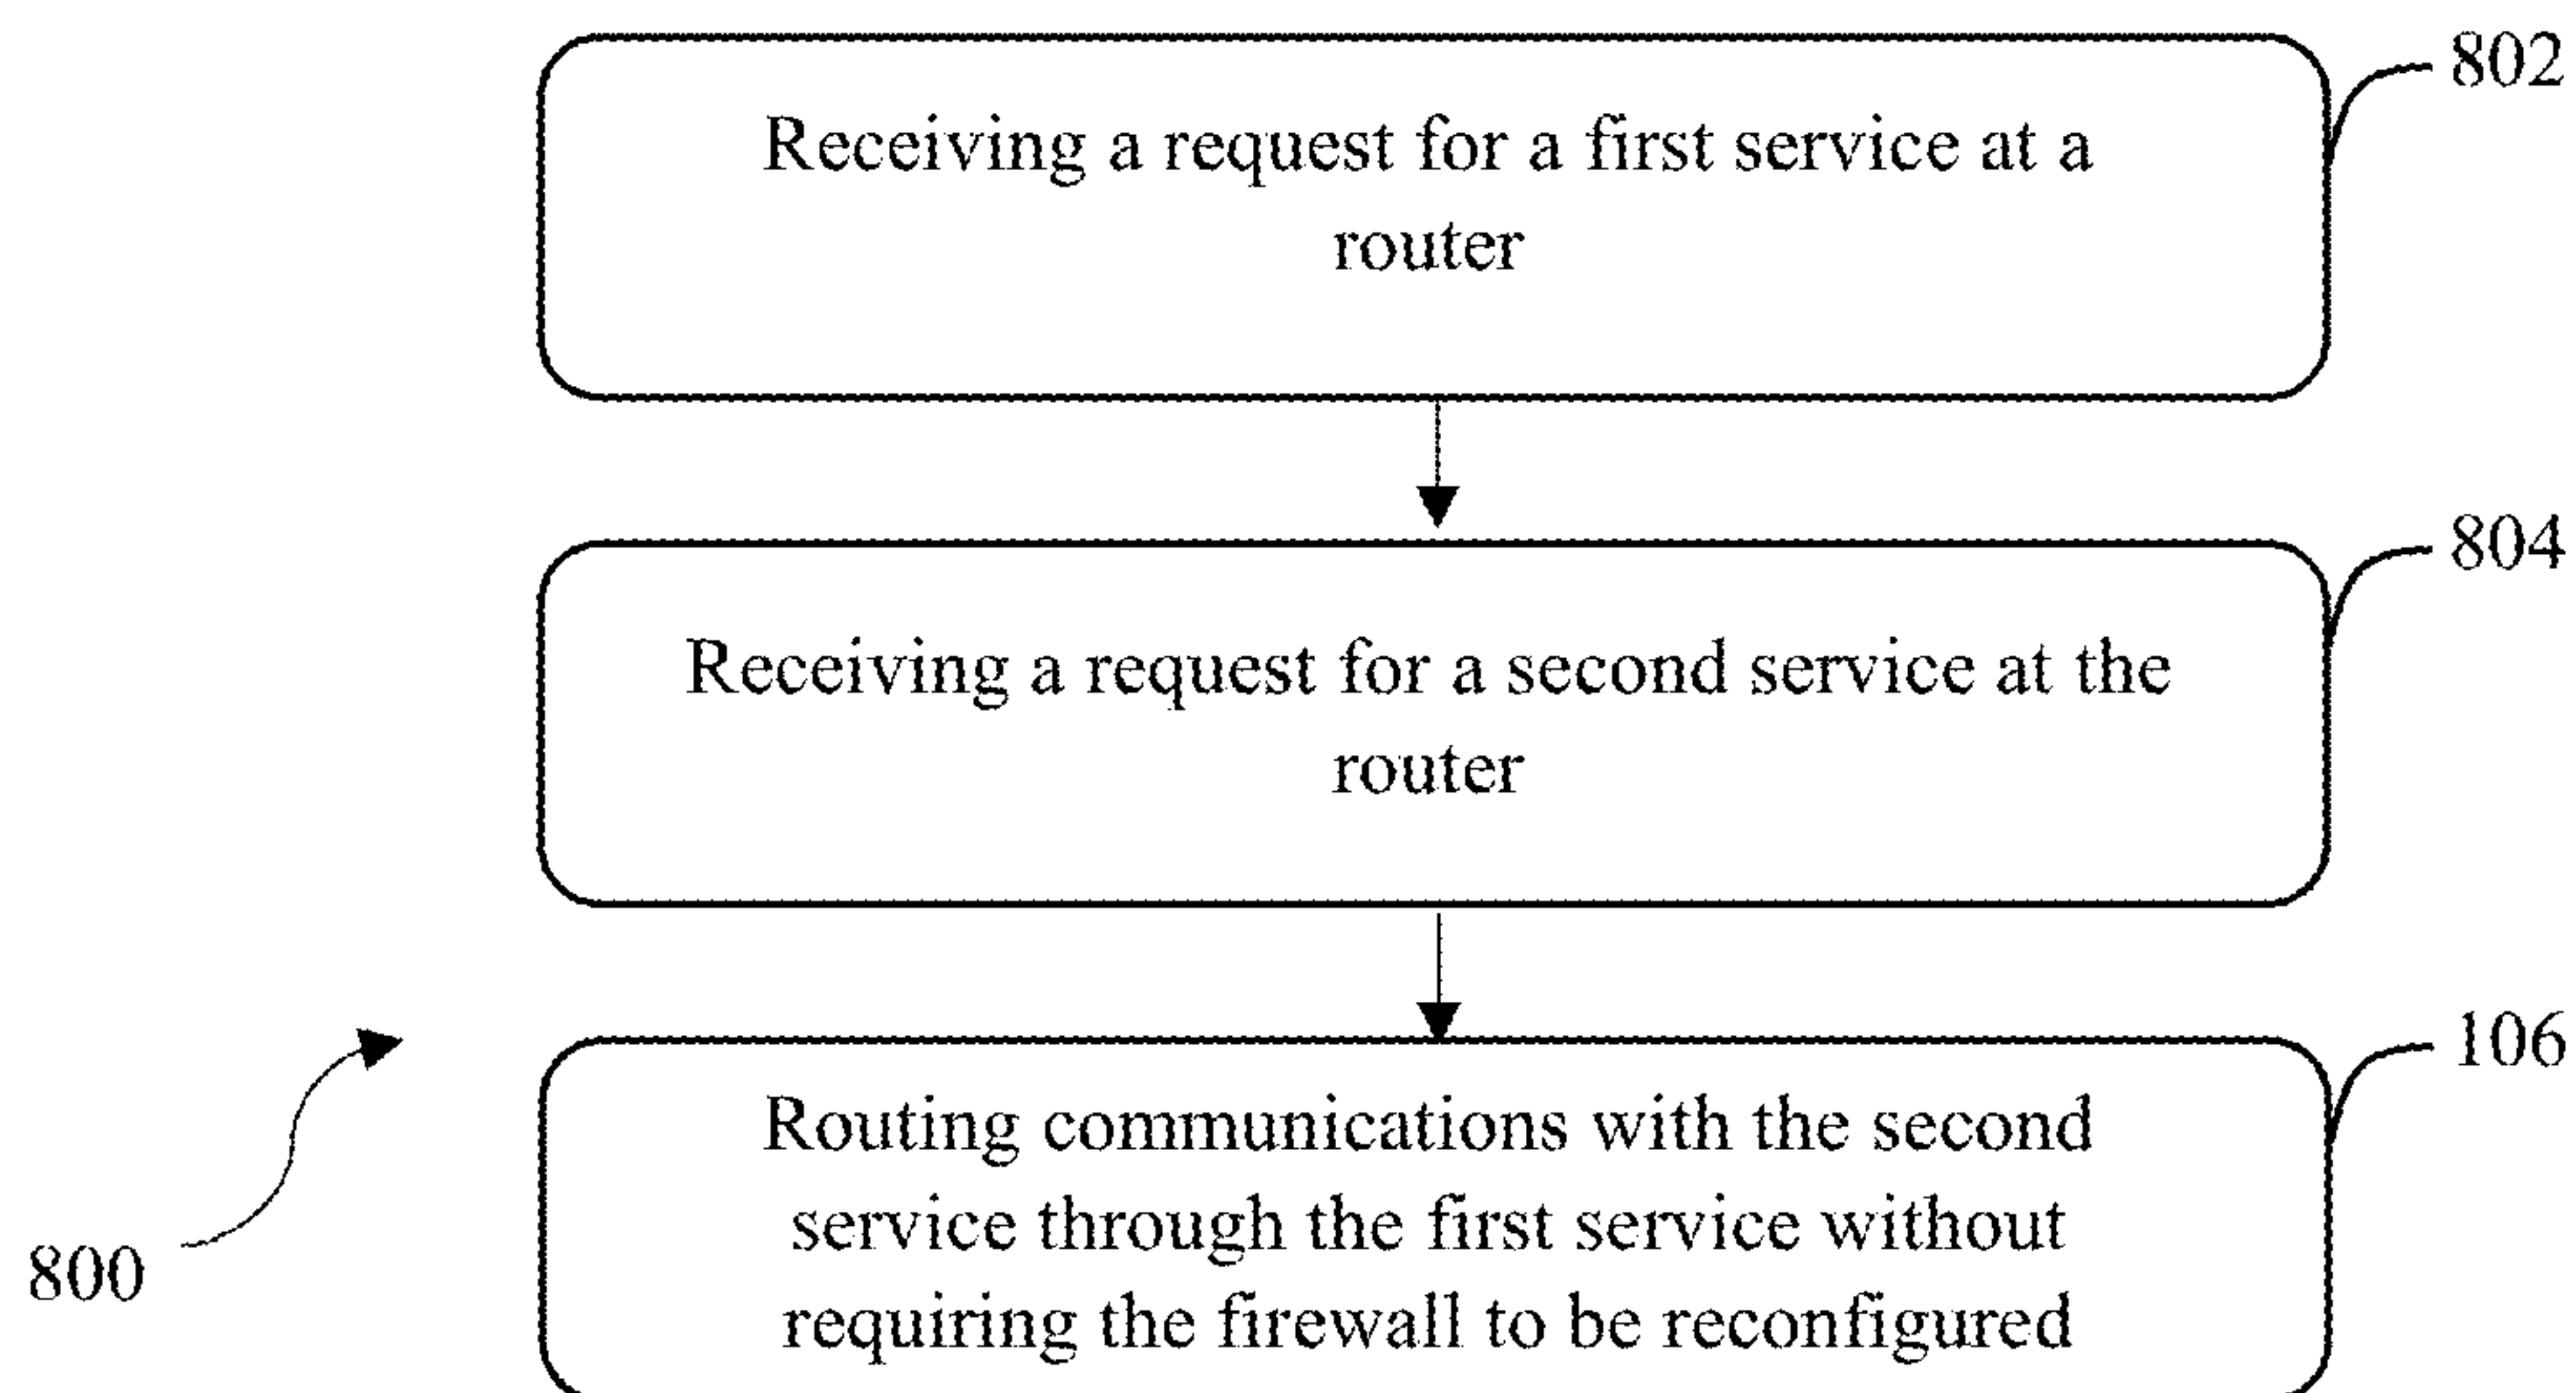 802
Receiving a request for a first service at a
router
804
Receiving a request for a second service at the
router
106
Routing communications with the second
service through the first service without
requiring the firewall to be reconfigured
800